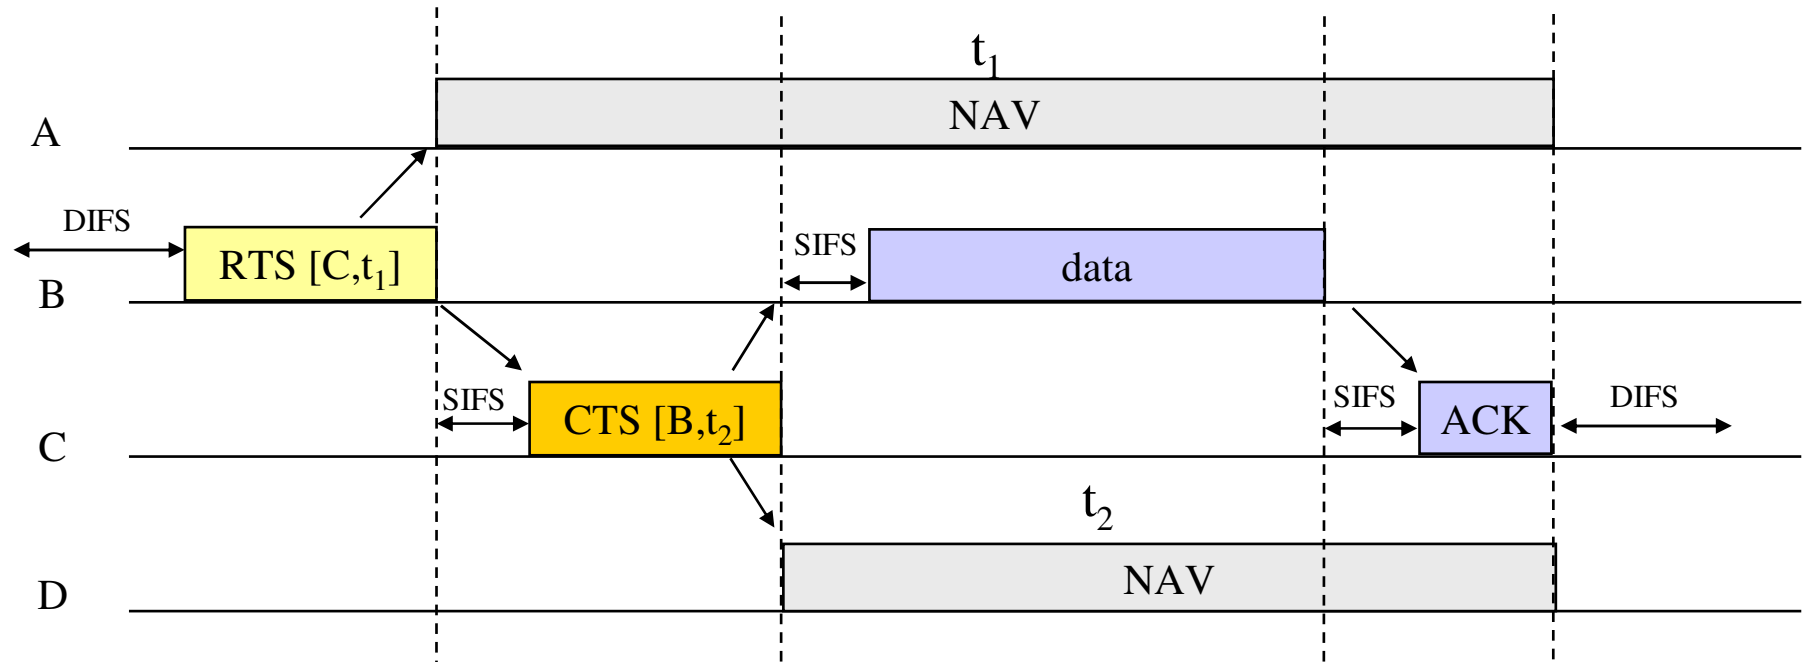 t₁
NAV
A
DIFS
RTS [C,t₁]
SIFS
data
B
SIFS
CTS [B,t₂]
SIFS
ACK
DIFS
C
t₂
NAV
D